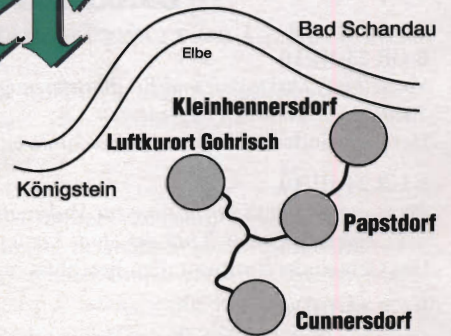 Bad Schandau
Elbe
Kleinhennersdorf
Luftkurort Gohrisch
Königstein
Papstdorf
Cunnersdorf